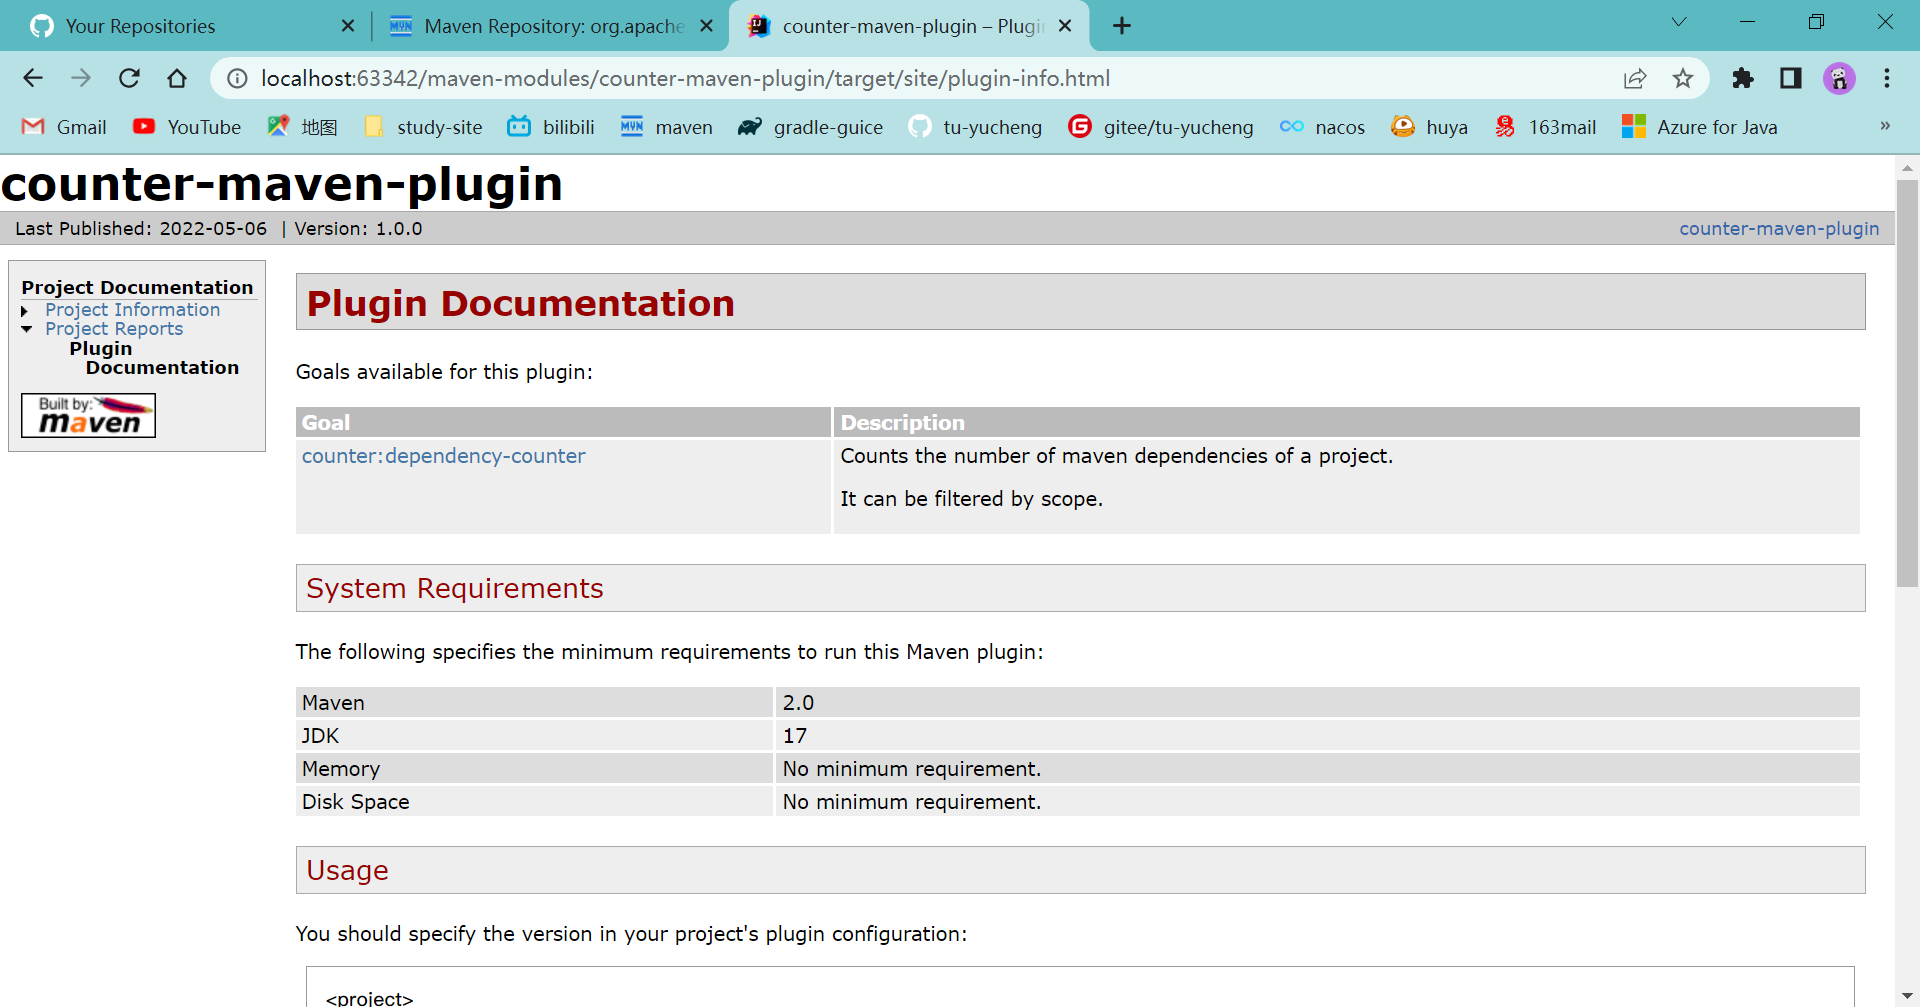 Your Repositories
Maven Repository: org.apache
counter-maven-plugin – Plugin
localhost:63342/maven-modules/counter-maven-plugin/target/site/plugin-info.html
Gmail YouTube 地图 study-site bilibili maven gradle-guice tu-yucheng gitee/tu-yucheng nacos huya 163mail Azure for Java »
counter-maven-plugin
Last Published: 2022-05-06 | Version: 1.0.0
counter-maven-plugin
Project Documentation
Project Information
Project Reports
Plugin
Documentation
Built by:
maven
Plugin Documentation
Goals available for this plugin:
Goal Description
counter:dependency-counter Counts the number of maven dependencies of a project.
It can be filtered by scope.
System Requirements
The following specifies the minimum requirements to run this Maven plugin:
Maven 2.0
JDK 17
Memory No minimum requirement.
Disk Space No minimum requirement.
Usage
You should specify the version in your project's plugin configuration:
<project>